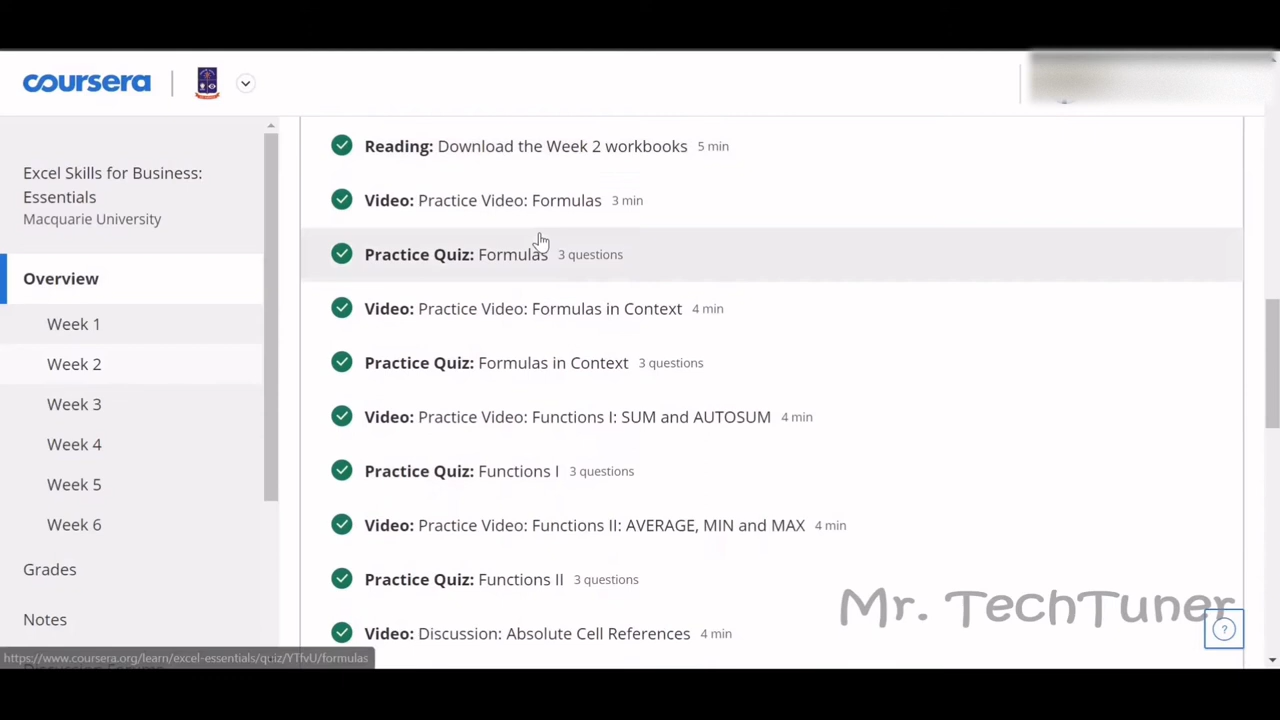 coursera
Excel Skills for Business:
Essentials
Macquarie University
Overview
Week 1
Week 2
Week 3
Week 4
Week 5
Week 6
Grades
Notes
Reading: Download the Week 2 workbooks 5 min
Video: Practice Video: Formulas 3 min
Practice Quiz: Formulas 3 questions
Video: Practice Video: Formulas in Context 4 min
Practice Quiz: Formulas in Context 3 questions
Video: Practice Video: Functions I: SUM and AUTOSUM 4 min
Practice Quiz: Functions I 3 questions
Video: Practice Video: Functions II: AVERAGE, MIN and MAX 4 min
Practice Quiz: Functions II 3 questions
Video: Discussion: Absolute Cell References 4 min
Mr. TechTuner
?
https://www.coursera.org/learn/excel-essentials/quiz/YTfvU/formulas